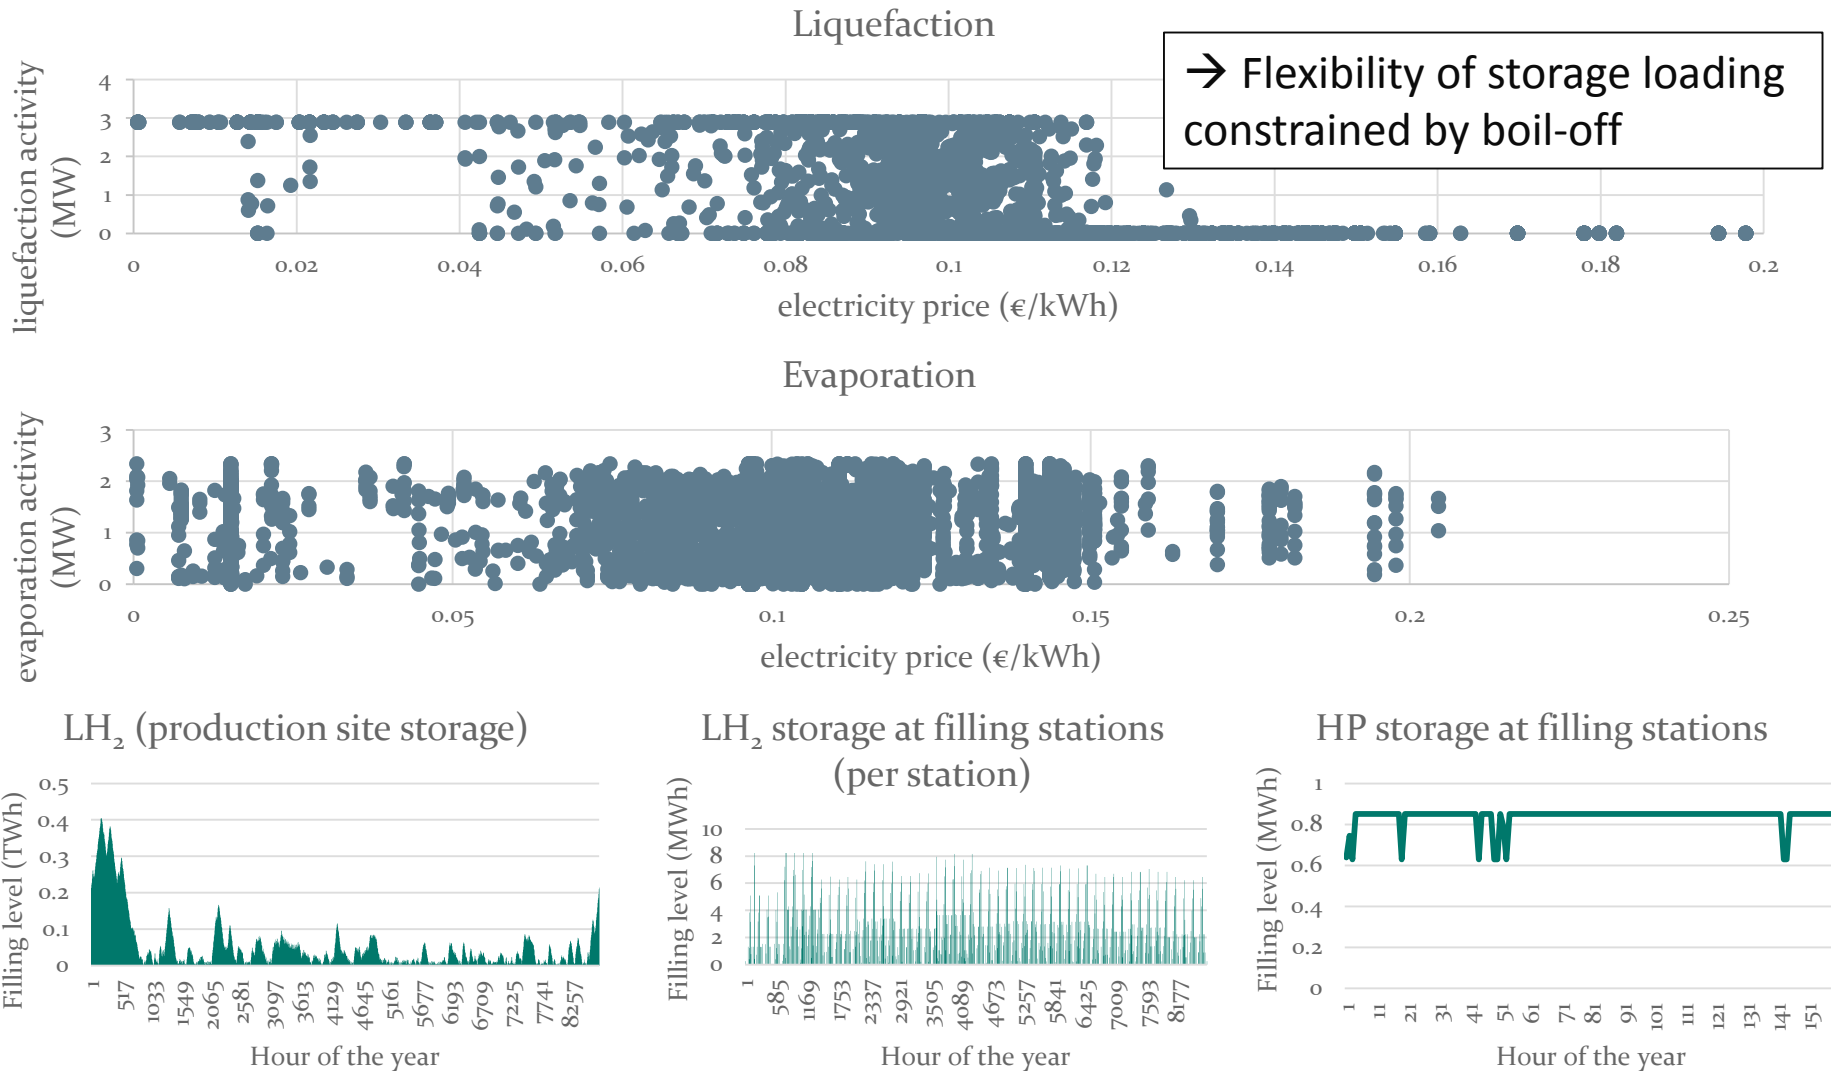 Liquefaction
→ Flexibility of storage loading
constrained by boil-off
liquefaction activity
(MW)
4
3
2
1
0
0 0.02 0.04 0.06 0.08 0.1 0.12 0.14 0.16 0.18 0.2
electricity price (€/kWh)
Evaporation
evaporation activity
(MW)
3
2
1
0
0 0.05 0.1 0.15 0.2 0.25
electricity price (€/kWh)
LH₂ (production site storage)
Filling level (TWh)
0.5
0.4
0.3
0.2
0.1
0
1 517 1033 1549 2065 2581 3097 3613 4129 4645 5161 5677 6193 6709 7225 7741 8257
Hour of the year
LH₂ storage at filling stations
(per station)
Filling level (MWh)
10
8
6
4
2
0
1 585 1169 1753 2337 2921 3505 4089 4673 5257 5841 6425 7009 7593 8177
Hour of the year
HP storage at filling stations
Filling level (MWh)
1
0.8
0.6
0.4
0.2
0
1 11 21 31 41 51 61 71 81 91 101 111 121 131 141 151
Hour of the year